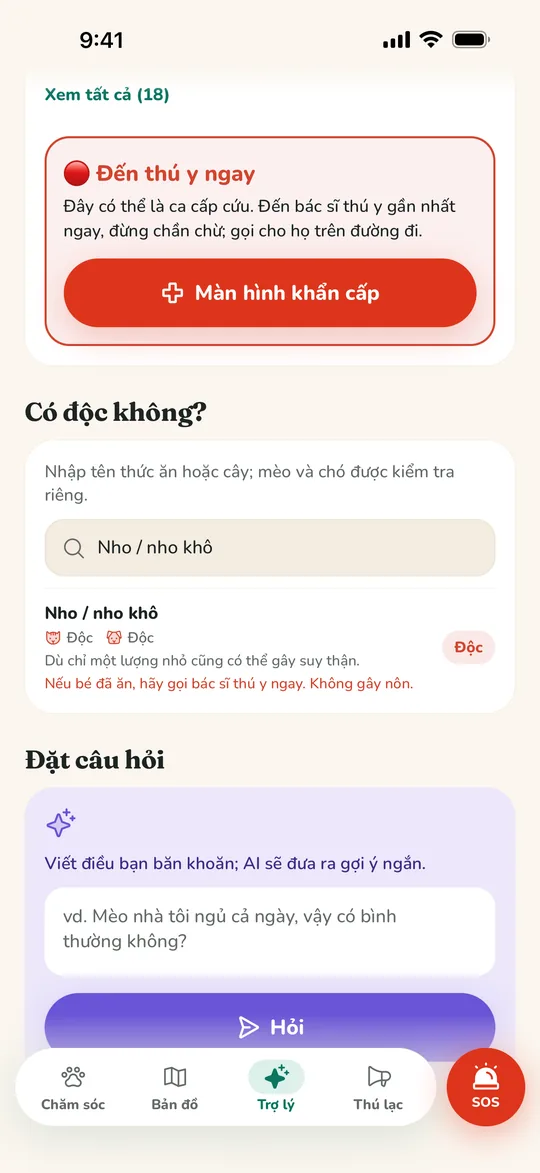 9:41
Xem tất cả (18)
Đến thú y ngay
Đây có thể là ca cấp cứu. Đến bác sĩ thú y gần nhất
ngay, đừng chần chừ; gọi cho họ trên đường đi.
Màn hình khẩn cấp
Có độc không?
Nhập tên thức ăn hoặc cây; mèo và chó được kiểm tra
riêng.
Nho / nho khô
Nho / nho khô
Độc Độc
Độc
Dù chỉ một lượng nhỏ cũng có thể gây suy thận.
Nếu bé đã ăn, hãy gọi bác sĩ thú y ngay. Không gây nôn.
Đặt câu hỏi
Viết điều bạn băn khoăn; AI sẽ đưa ra gợi ý ngắn.
vd. Mèo nhà tôi ngủ cả ngày, vậy có bình
thường không?
Hỏi
Chăm sóc
Bản đồ
Trợ lý
Thú lạc
SOS